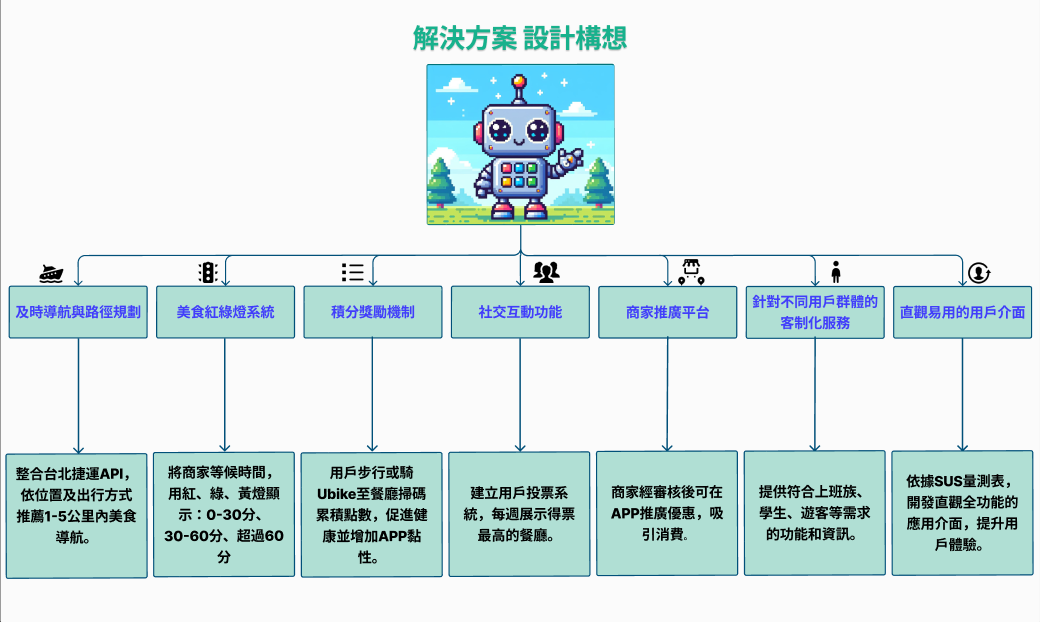 解決方案 設計構想
及時導航與路徑規劃
美食紅綠燈系統
積分獎勵機制
社交互動功能
商家推廣平台
針對不同用戶群體的
客制化服務
直觀易用的用戶介面
整合台北捷運API，
依位置及出行方式
推薦1-5公里內美食
導航。
將商家等候時間，
用紅、綠、黃燈顯
示：0-30分、
30-60分、超過60
分
用戶步行或騎
Ubike至餐廳掃碼
累積點數，促進健
康並增加APP黏
性。
建立用戶投票系
統，每週展示得票
最高的餐廳。
商家經審核後可在
APP推廣優惠，吸
引消費。
提供符合上班族、
學生、遊客等需求
的功能和資訊。
依據SUS量測表，
開發直觀全功能的
應用介面，提升用
戶體驗。